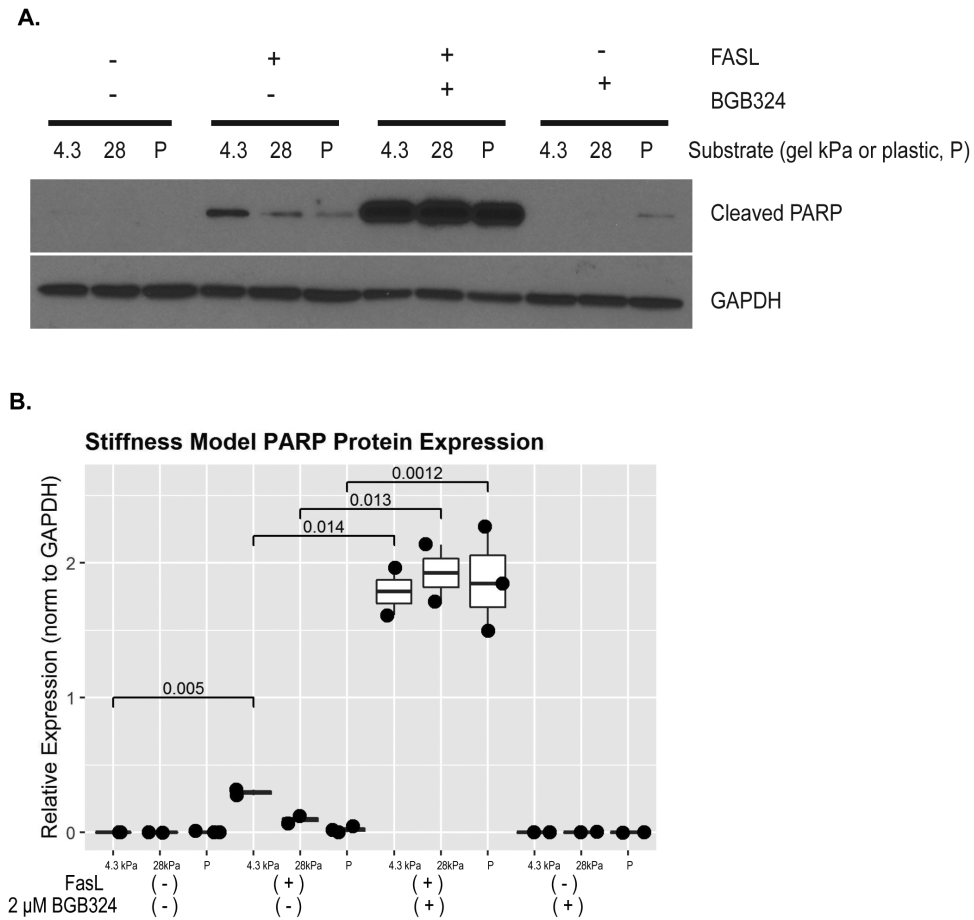 A.
- + + - FASL
- - + + BGB324
4.3 28 P 4.3 28 P 4.3 28 P 4.3 28 P Substrate (gel kPa or plastic, P)
Cleaved PARP
GAPDH
B.
Stiffness Model PARP Protein Expression
Relative Expression (norm to GAPDH)
2
1
0
0.0012
0.013
0.014
0.005
4.3 kPa 28kPa P 4.3 kPa 28kPa P 4.3 kPa 28kPa P 4.3 kPa 28kPa P
FasL ( - ) ( + ) ( + ) ( - )
2 µM BGB324 ( - ) ( - ) ( + ) ( + )